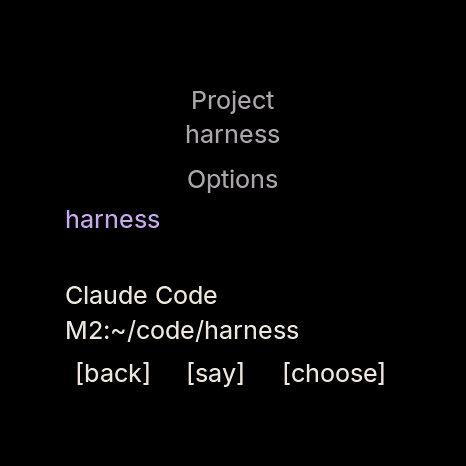 Project
harness
Options
harness
Claude Code
M2:~/code/harness
[back] [say] [choose]